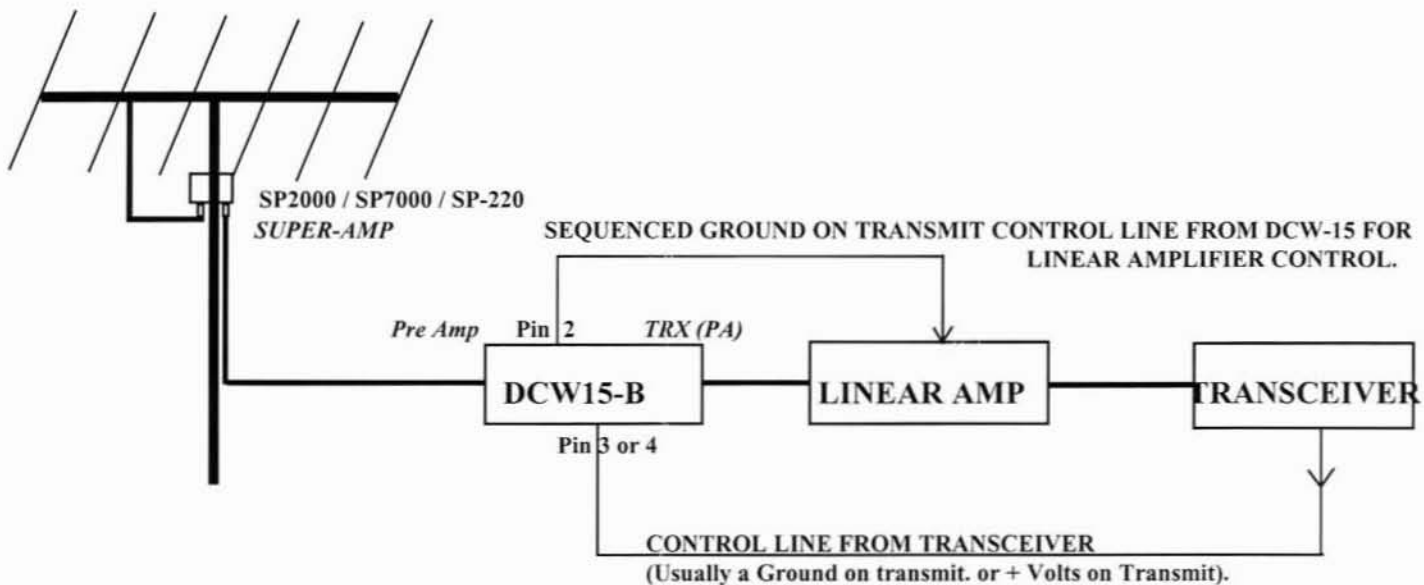 SP2000 / SP7000 / SP-220
SUPER-AMP
SEQUENCED GROUND ON TRANSMIT CONTROL LINE FROM DCW-15 FOR
LINEAR AMPLIFIER CONTROL.
Pre Amp
Pin 2
TRX (PA)
DCW15-B
LINEAR AMP
TRANSCEIVER
Pin 3 or 4
CONTROL LINE FROM TRANSCEIVER
(Usually a Ground on transmit. or + Volts on Transmit).